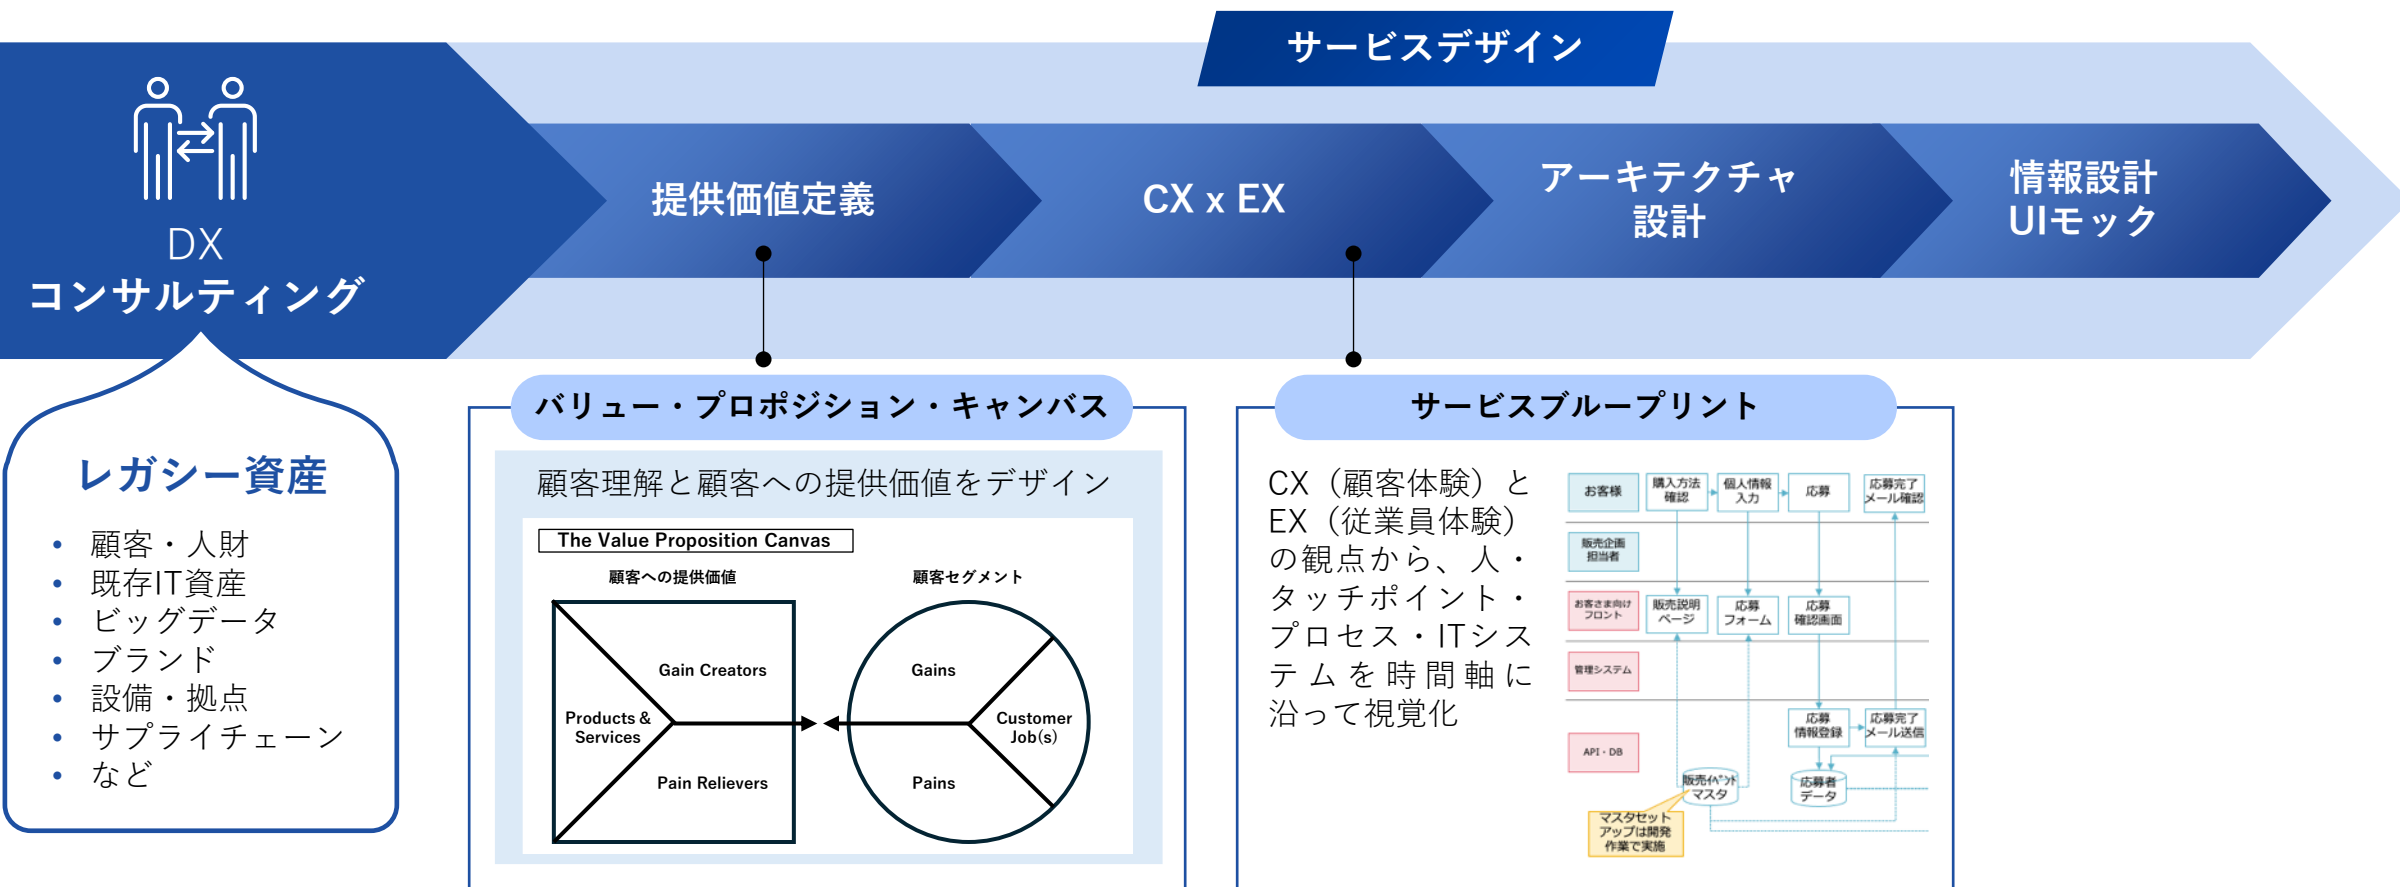 サービスデザイン
DX
コンサルティング
提供価値定義
CX x EX
アーキテクチャ
設計
情報設計
UIモック
レガシー資産
• 顧客・人財
• 既存IT資産
• ビッグデータ
• ブランド
• 設備・拠点
• サプライチェーン
• など
バリュー・プロポジション・キャンバス
顧客理解と顧客への提供価値をデザイン
The Value Proposition Canvas
顧客への提供価値
顧客セグメント
Gain Creators
Products &
Services
Pain Relievers
Gains
Customer
Job(s)
Pains
サービスブループリント
CX（顧客体験）と
EX（従業員体験）
の観点から、人・
タッチポイント・
プロセス・ITシス
テムを時間軸に
沿って視覚化
お客様
購入方法
確認
個人情報
入力
応募
応募完了
メール確認
販売企画
担当者
お客さま向け
フロント
販売説明
ページ
応募
フォーム
応募
確認画面
管理システム
API・DB
応募
情報登録
応募完了
メール送信
販売ｲﾍﾞﾝﾄ
マスタ
応募者
データ
マスタセット
アップは開発
作業で実施